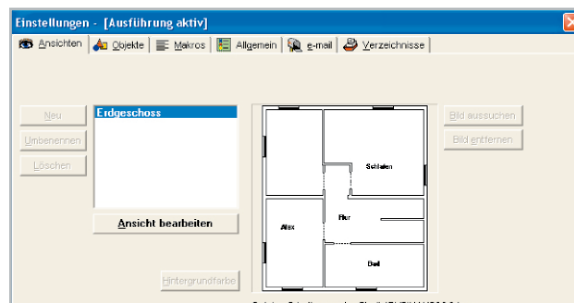 Einstellungen - [Ausführung aktiv]
Ansichten Objekte Makros Allgemein e-mail Verzeichnisse
Neu
Umbenennen
Löschen
Erdgeschoss
Ansicht bearbeiten
Hintergrundfarbe
Schlafen
Flur
Alex
Bad
Bild aussuchen
Bild entfernen